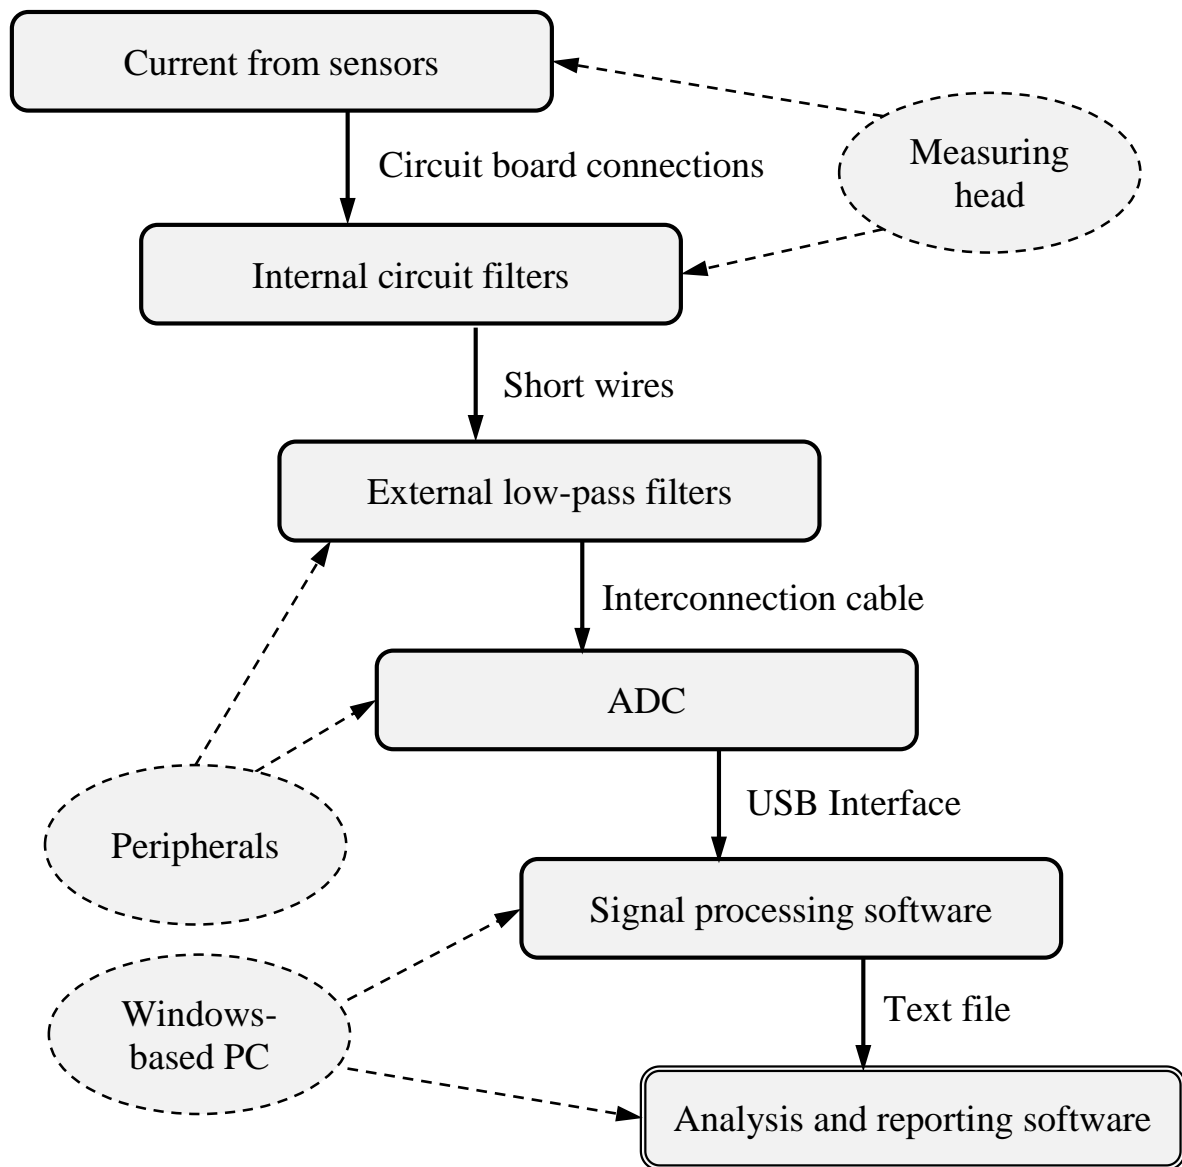 Current from sensors
Circuit board connections
Measuring
head
Internal circuit filters
Short wires
External low-pass filters
Interconnection cable
ADC
USB Interface
Peripherals
Signal processing software
Windows-
based PC
Text file
Analysis and reporting software